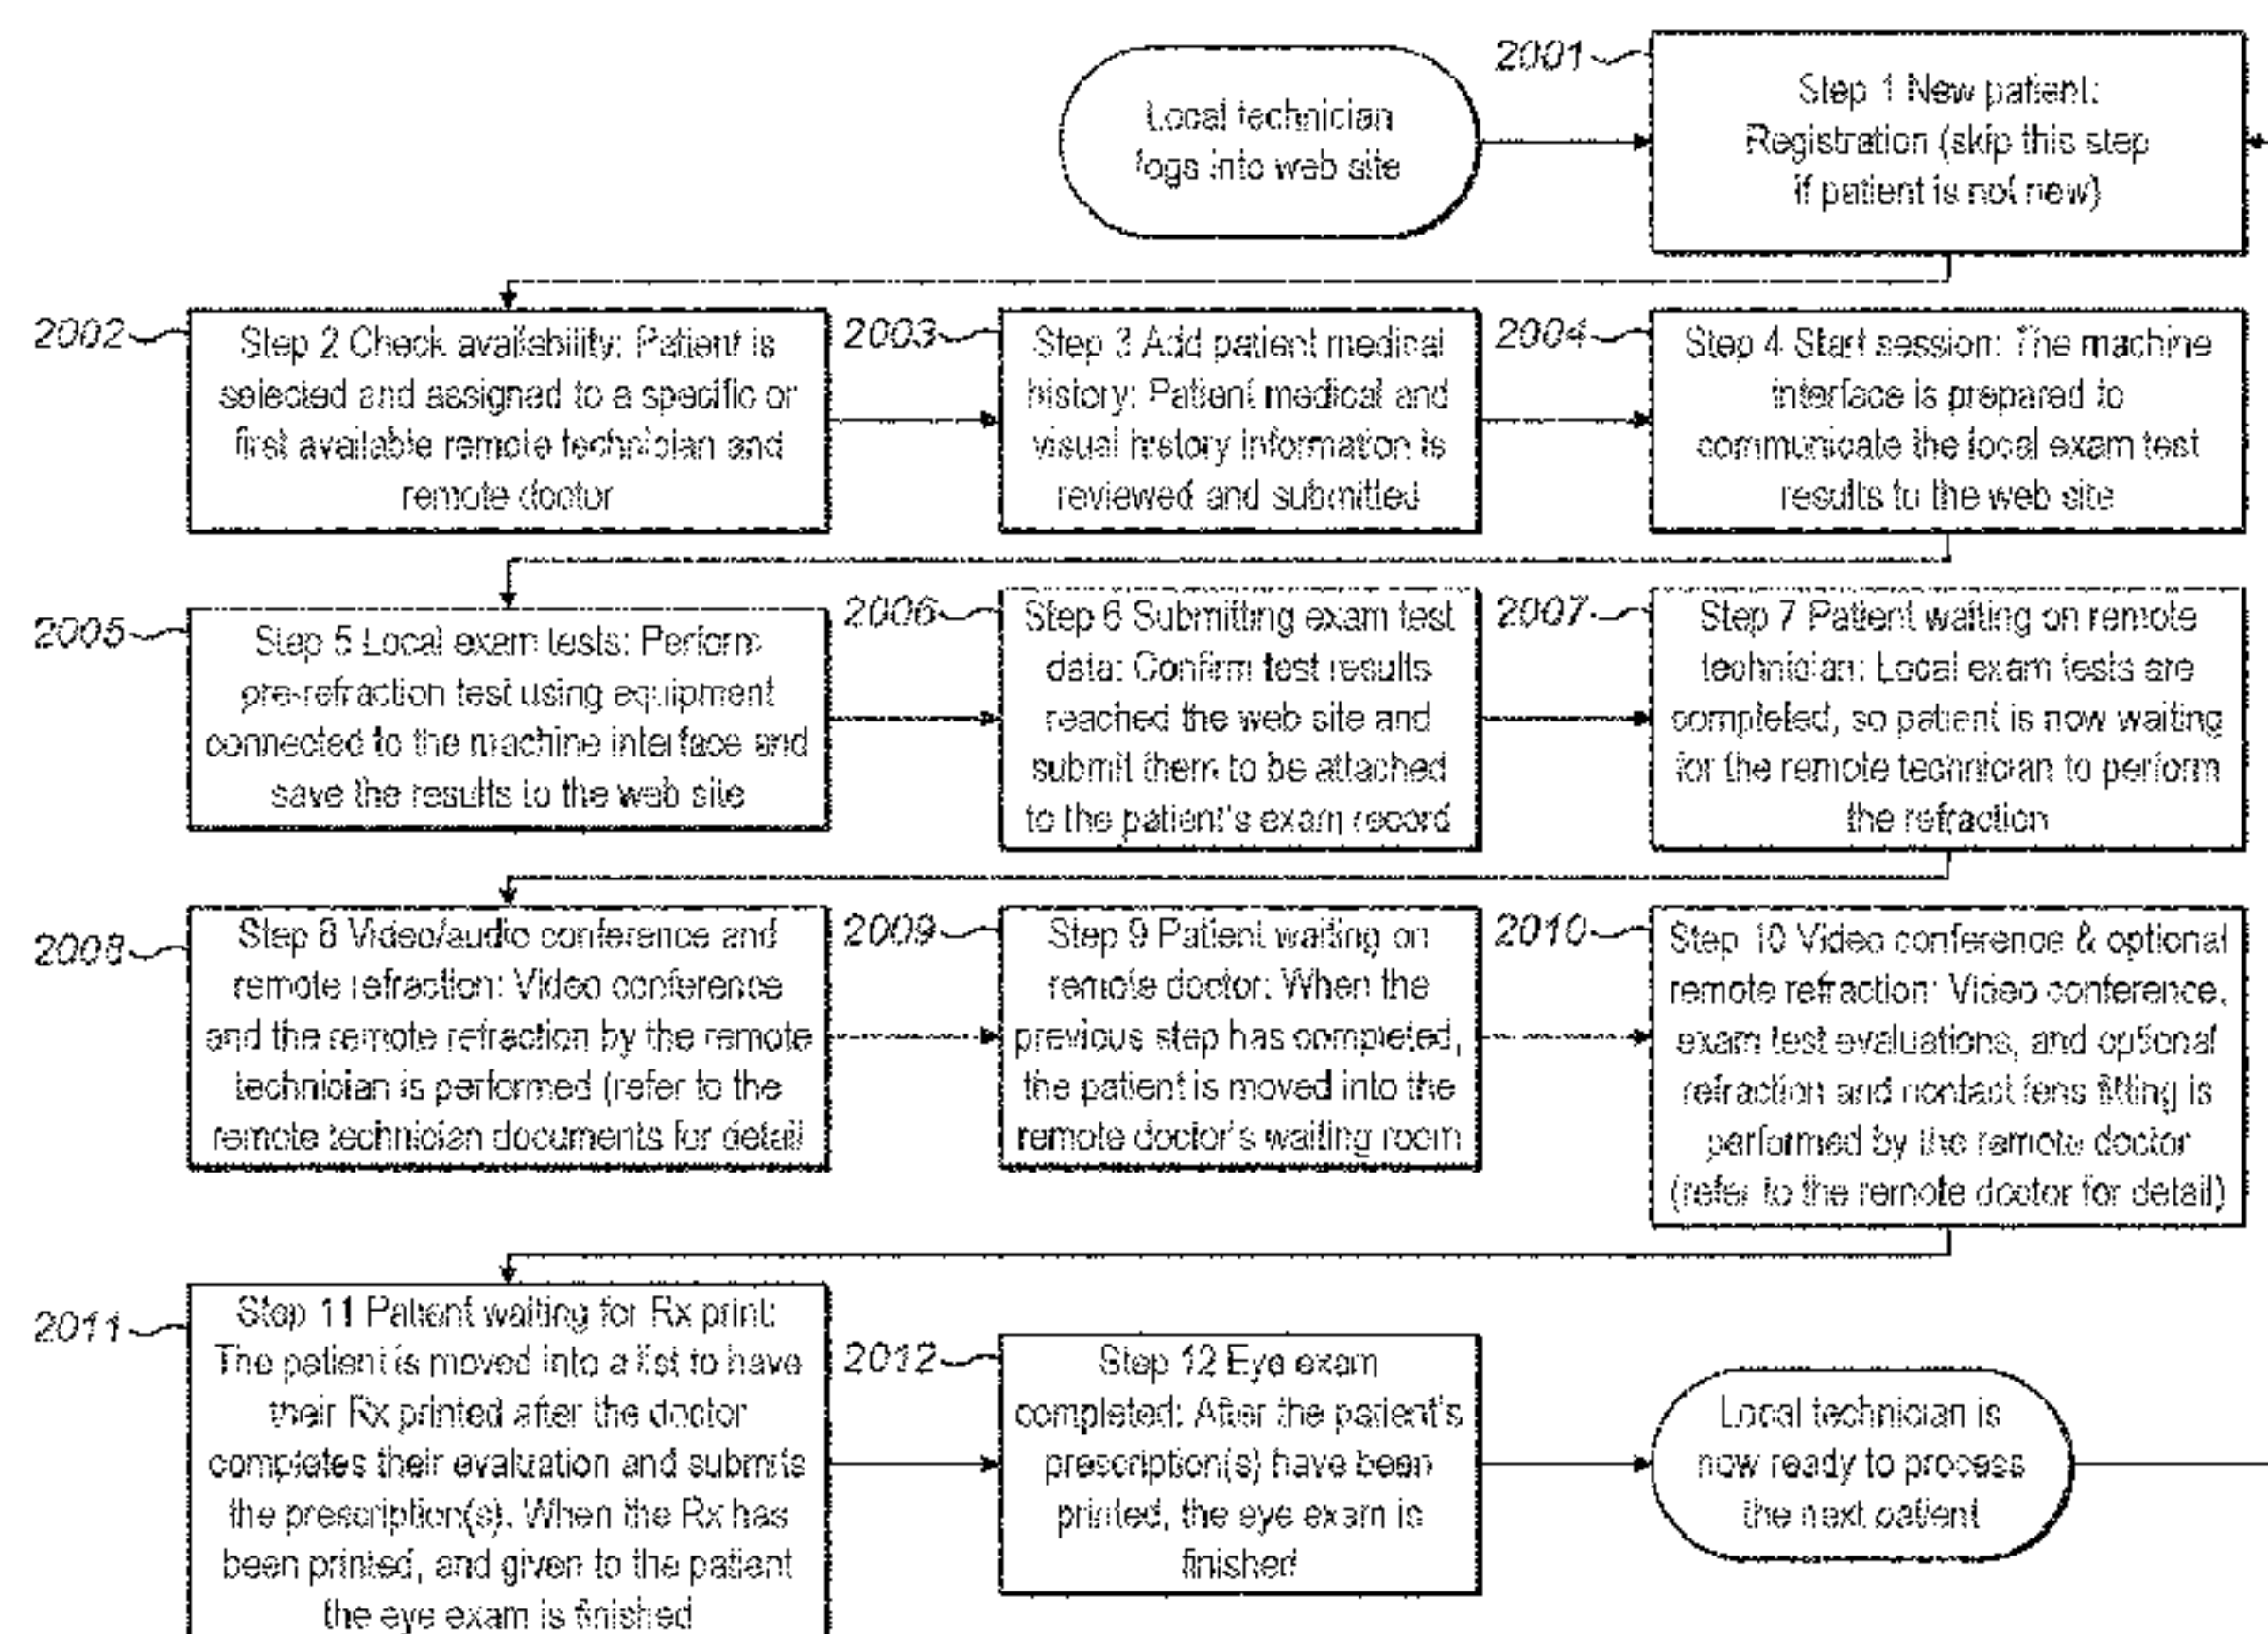 Local technician
logs into web site
2001
Step 1 New patient:
Registration (skip this step
if patient is not new)
2002
Step 2 Check availability: Patient is
selected and assigned to a specific or
first available remote technician and
remote doctor
2003
Step 3 Add patient medical
history: Patient medical and
visual history information is
reviewed and submitted
2004
Step 4 Start session: The machine
interface is prepared to
communicate the local exam test
results to the web site
2005
Step 5 Local exam tests: Perform
pre-refraction test using equipment
connected to the machine interface and
save the results to the web site
2006
Step 6 Submitting exam test
data: Confirm test results
reached the web site and
submit them to be attached
to the patient's exam record
2007
Step 7 Patient waiting on remote
technician: Local exam tests are
completed, so patient is now waiting
for the remote technician to perform
the refraction
2008
Step 8 Video/audio conference and
remote refraction: Video conference
and the remote refraction by the remote
technician is performed (refer to the
remote technician documents for detail
2009
Step 9 Patient waiting on
remote doctor: When the
previous step has completed,
the patient is moved into the
remote doctor's waiting room
2010
Step 10 Video conference & optional
remote refraction: Video conference,
exam test evaluations, and optional
refraction and contact lens fitting is
performed by the remote doctor
(refer to the remote doctor for detail)
2011
Step 11 Patient waiting for Rx print:
The patient is moved into a list to have
their Rx printed after the doctor
completes their evaluation and submits
the prescription(s). When the Rx has
been printed, and given to the patient
the eye exam is finished
2012
Step 12 Eye exam
completed: After the patient's
prescription(s) have been
printed, the eye exam is
finished
Local technician is
now ready to process
the next patient